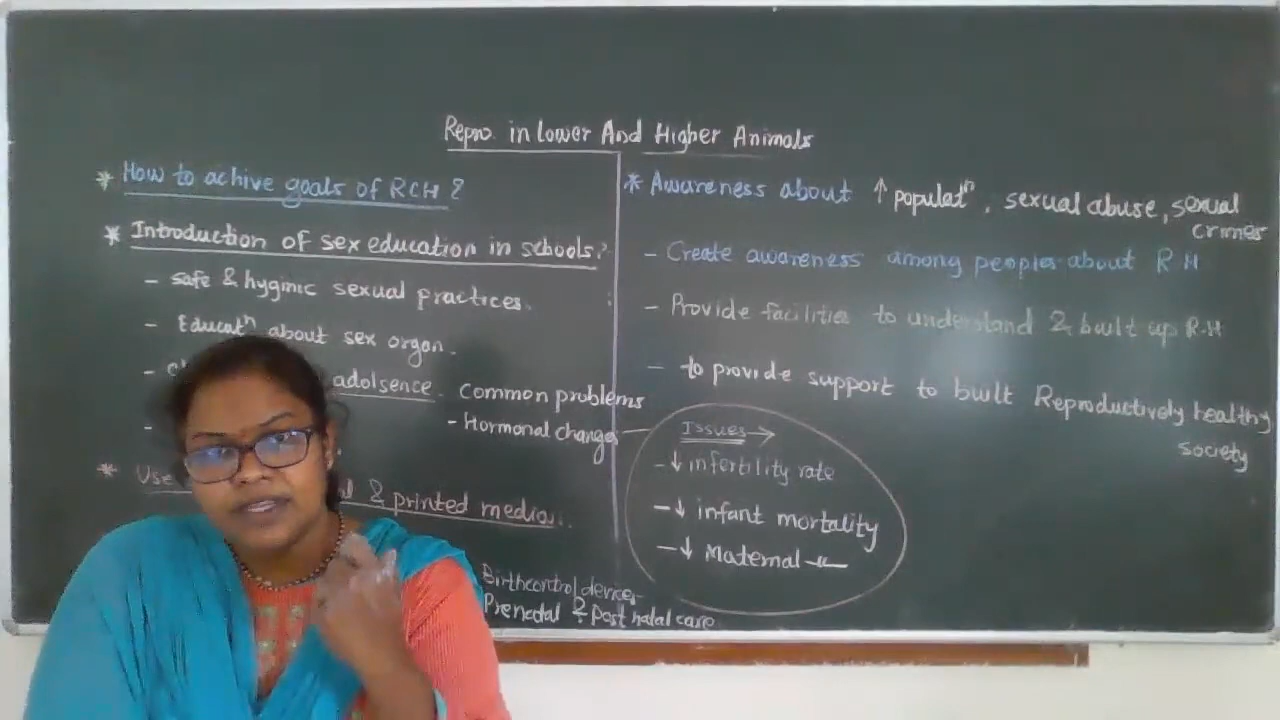 Repro. in Lower And Higher Animals
* How to achive goals of RCH ?
* Introduction of sex education in schools:
- safe & hyginic sexual practices.
- Educatn about sex organ.
- adolsence. Common problems
- Hormonal changes
* Use & printed media
Birthcontrol devices
Prenatal & Post natal care
* Awareness about ↑ populatn, sexual abuse, sexual
crimes
- Create awareness among peoples about R H
- Provide facilities to understand & built up R.H
- to provide support to built Reproductively healthy
society
Issues →
- ↓ infertility rate
- ↓ infant mortality
- ↓ Maternal -"-